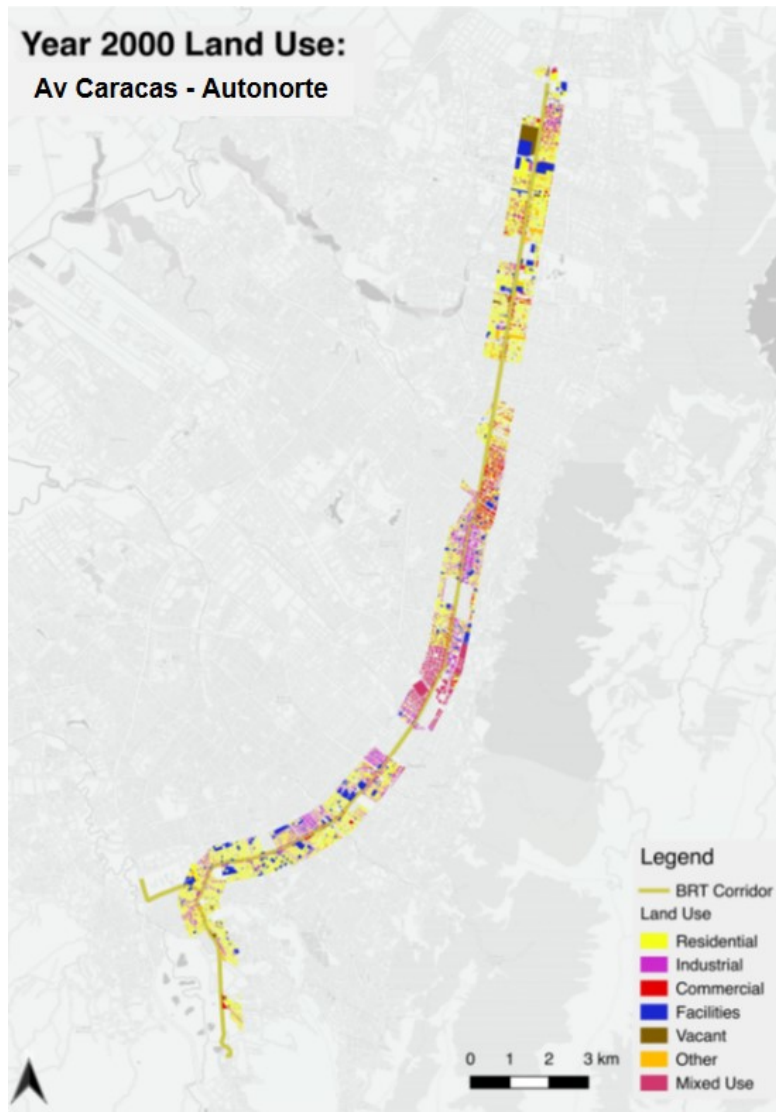 Year 2000 Land Use:
Av Caracas - Autonorte
Legend
BRT Corridor
Land Use
Residential
Industrial
Commercial
Facilities
Vacant
Other
Mixed Use
0 1 2 3 km